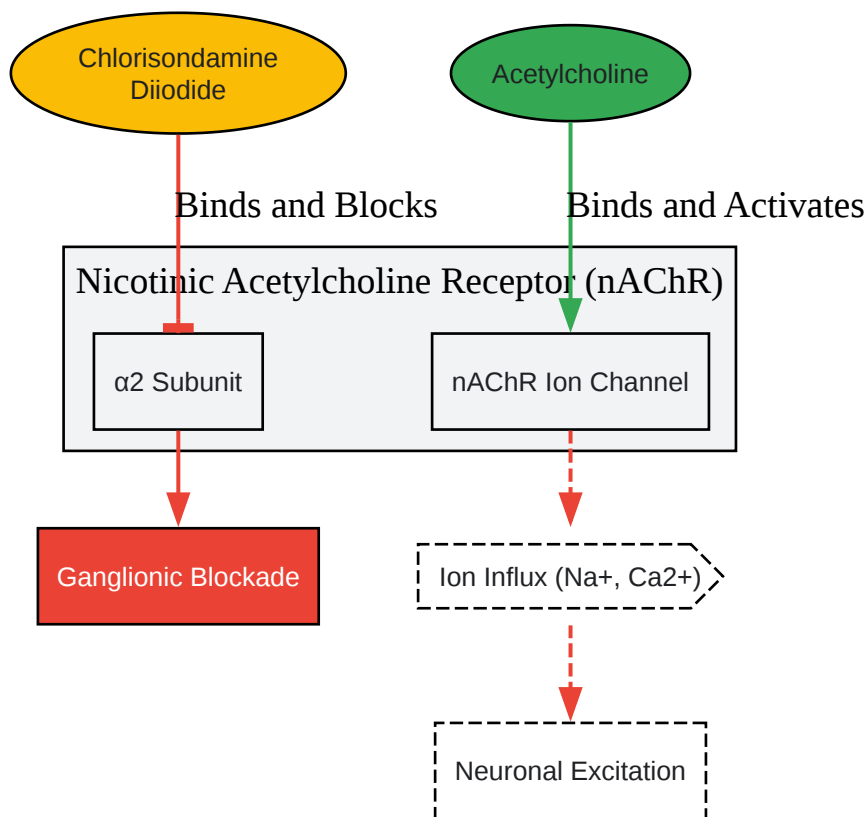 Chlorisondamine
Diiodide
Acetylcholine
Binds and Blocks
Binds and Activates
Nicotinic Acetylcholine Receptor (nAChR)
α2 Subunit
nAChR Ion Channel
Ganglionic Blockade
Ion Influx (Na+, Ca2+)
Neuronal Excitation